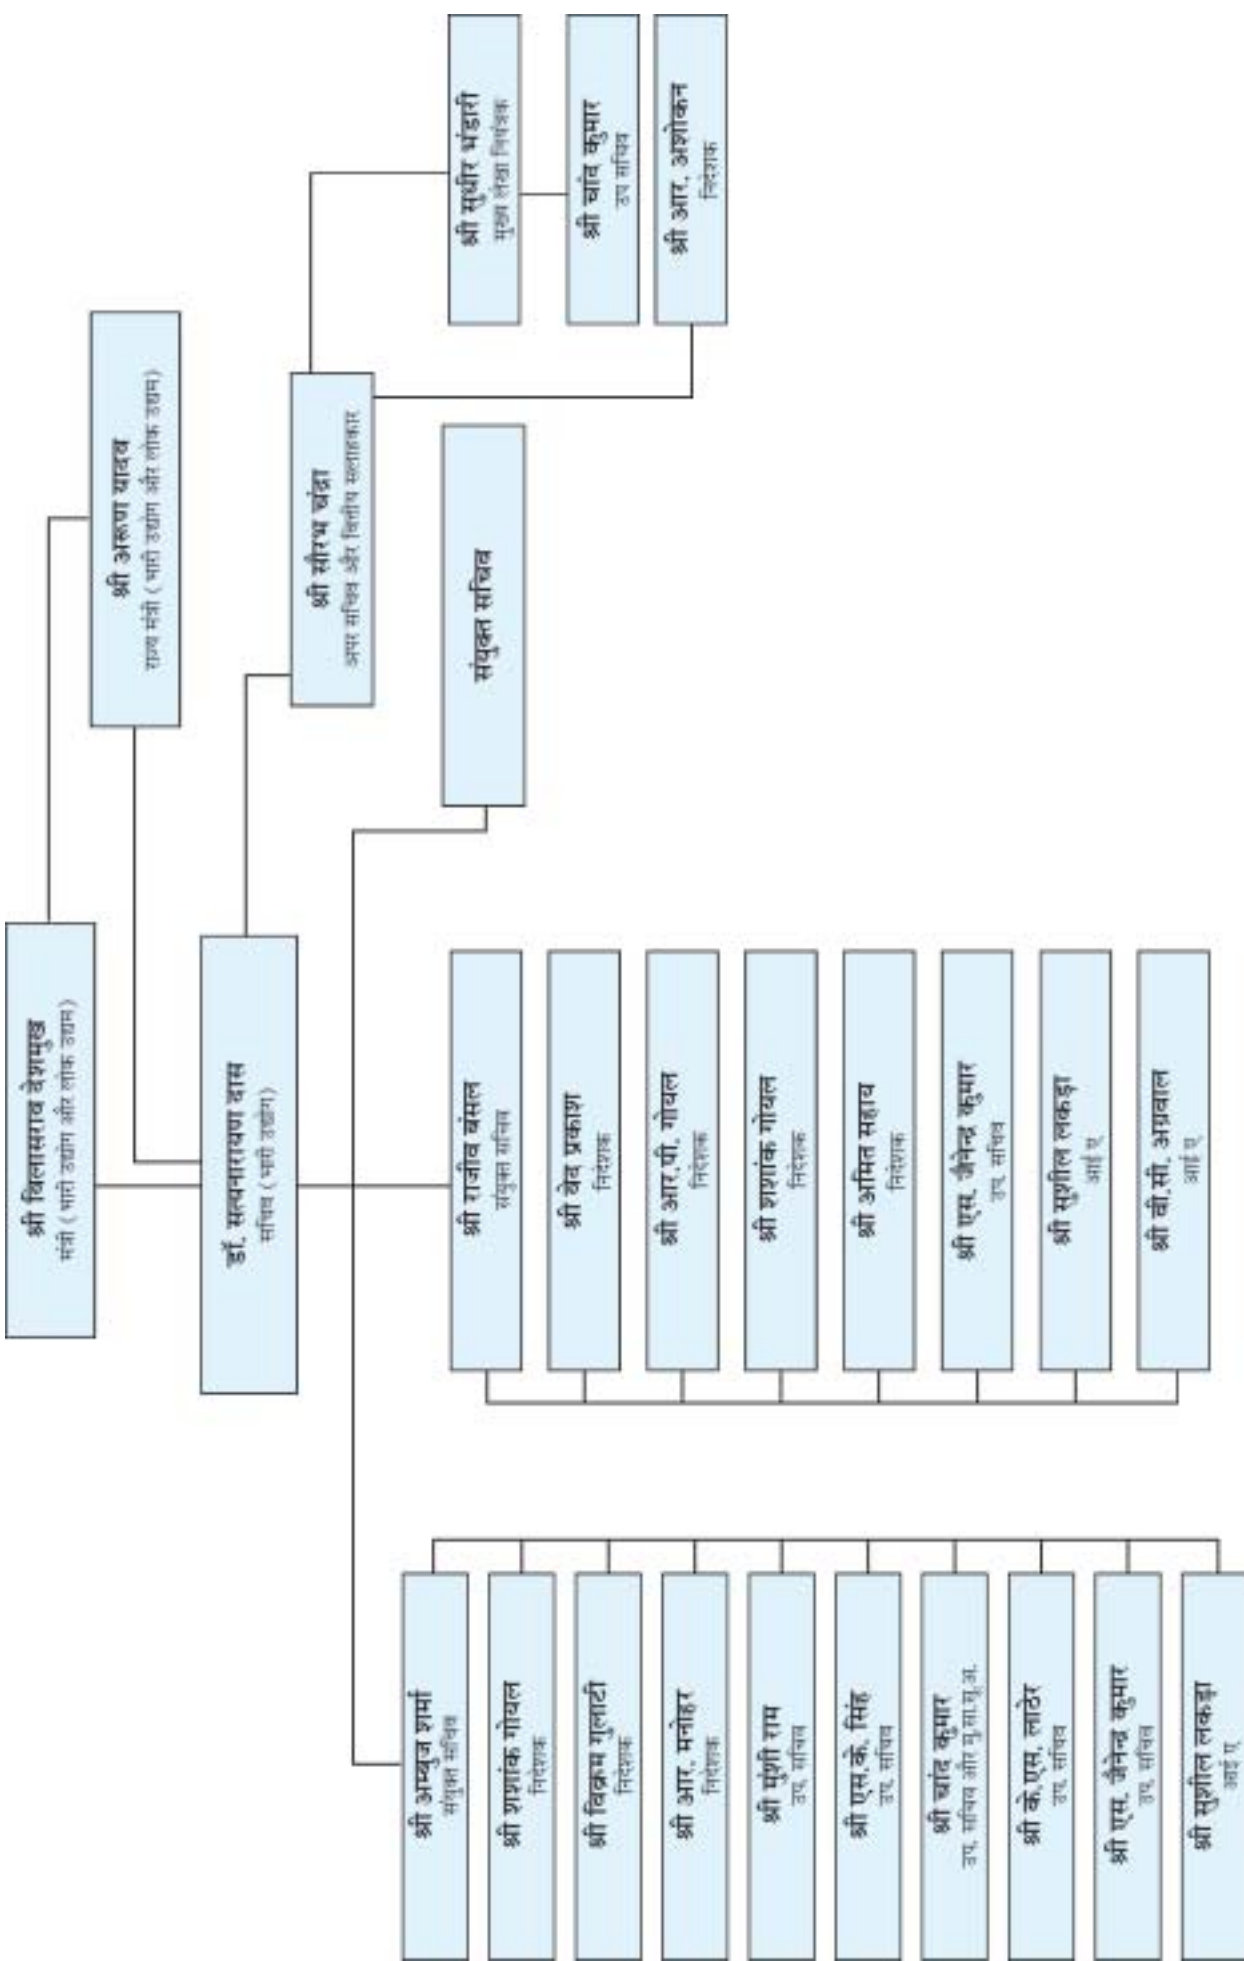 श्री विलासराव देशमुख
मंत्री ( भारी उद्योग और लोक उद्यम)
श्री अरूण यादव
राज्य मंत्री ( भारी उद्योग और लोक उद्यम)
डॉ. सत्यनारायण दास
सचिव ( भारी उद्योग)
श्री सौरभ चंद्रा
अपर सचिव और वित्तीय सलाहकार
श्री सुधीर भंडारी
मुख्य लेखा नियंत्रक
श्री चांद कुमार
उप सचिव
श्री आर. अशोकन
निदेशक
श्री अम्बुज शर्मा
संयुक्त सचिव
श्री शशांक गोयल
निदेशक
श्री विक्रम गुलाटी
निदेशक
श्री आर. मनोहर
निदेशक
श्री मुंशी राम
उप. सचिव
श्री एस.के. सिंह
उप. सचिव
श्री चांद कुमार
उप. सचिव और मु.सा.सू.अ.
श्री के.एस. लाठेर
उप. सचिव
श्री एस. जैनेन्द्र कुमार
उप. सचिव
श्री सुशील लकड़ा
आई ए
श्री राजीव बंसल
संयुक्त सचिव
श्री वेद प्रकाश
निदेशक
श्री आर.पी. गोयल
निदेशक
श्री शशांक गोयल
निदेशक
श्री अमित सहाय
निदेशक
श्री एस. जैनेन्द्र कुमार
उप. सचिव
श्री सुशील लकड़ा
आई ए
श्री बी.सी. अग्रवाल
आई ए
संयुक्त सचिव